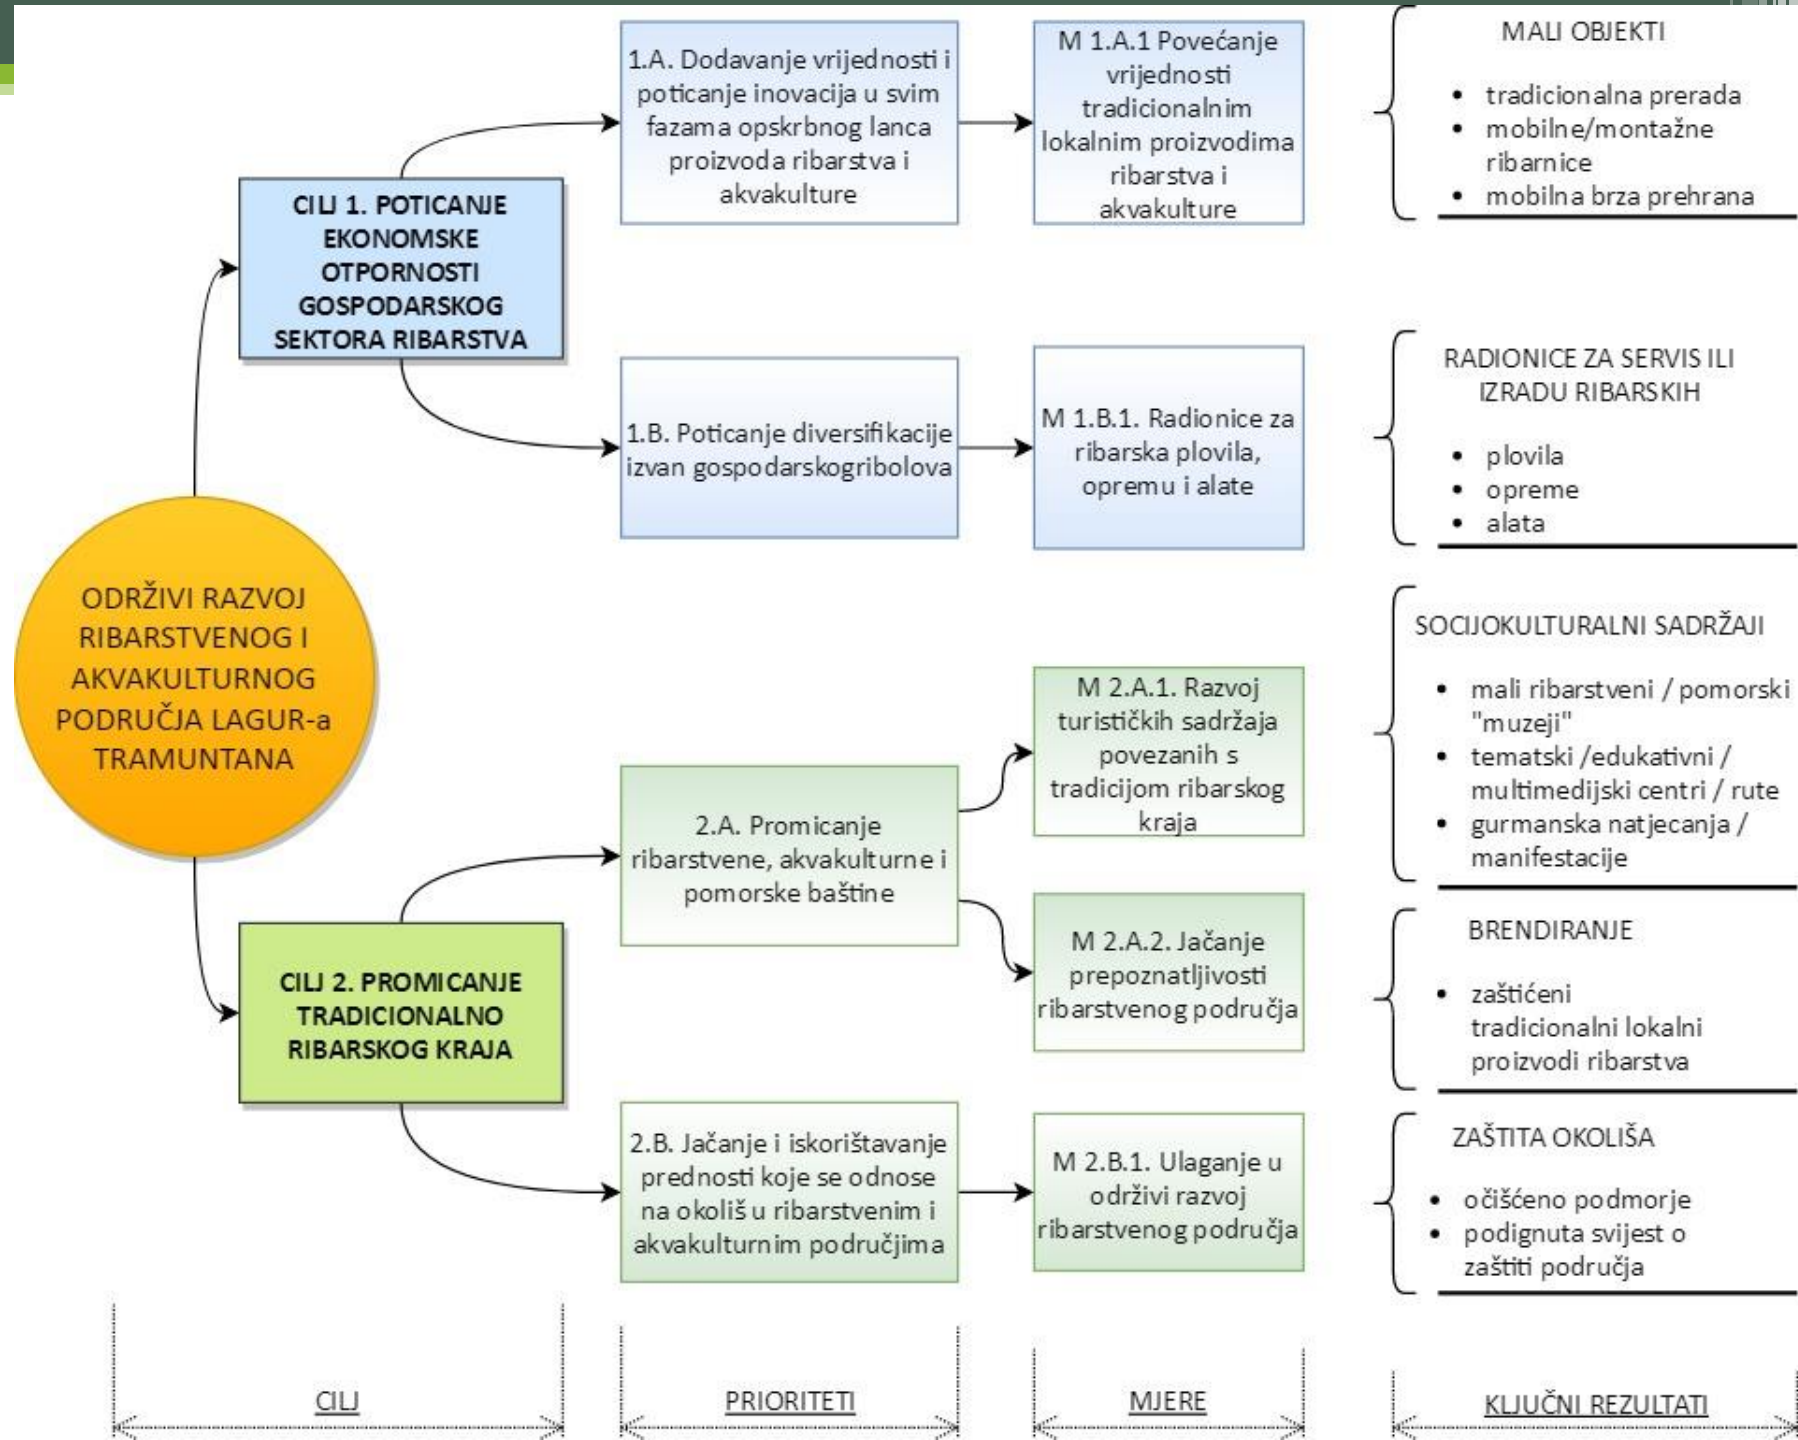 ODRŽIVI RAZVOJ
RIBARSTVENOG I
AKVAKULTURNOG
PODRUČJA LAGUR-a
TRAMUNTANA
CILJ 1. POTICANJE
EKONOMSKE
OTPORNOSTI
GOSPODARSKOG
SEKTORA RIBARSTVA
1.A. Dodavanje vrijednosti i
poticanje inovacija u svim
fazama opskrbnog lanca
proizvoda ribarstva i
akvakulture
M 1.A.1 Povećanje
vrijednosti
tradicionalnim
lokalnim proizvodima
ribarstva i
akvakulture
MALI OBJEKTI
• tradicionalna prerada
• mobilne/montažne
ribarnice
• mobilna brza prehrana
1.B. Poticanje diversifikacije
izvan gospodarskogribolova
M 1.B.1. Radionice za
ribarska plovila,
opremu i alate
RADIONICE ZA SERVIS ILI
IZRADU RIBARSKIH
• plovila
• opreme
• alata
CILJ 2. PROMICANJE
TRADICIONALNO
RIBARSKOG KRAJA
2.A. Promicanje
ribarstvene, akvakulturne i
pomorske baštine
M 2.A.1. Razvoj
turističkih sadržaja
povezanih s
tradicijom ribarskog
kraja
SOCIJOKULTURALNI SADRŽAJI
• mali ribarstveni / pomorski
"muzeji"
• tematski /edukativni /
multimedijski centri / rute
• gurmanska natjecanja /
manifestacije
M 2.A.2. Jačanje
prepoznatljivosti
ribarstvenog područja
BRENDIRANJE
• zaštićeni
tradicionalni lokalni
proizvodi ribarstva
2.B. Jačanje i iskorištavanje
prednosti koje se odnose
na okoliš u ribarstvenim i
akvakulturnim područjima
M 2.B.1. Ulaganje u
održivi razvoj
ribarstvenog područja
ZAŠTITA OKOLIŠA
• očišćeno podmorje
• podignuta svijest o
zaštiti područja
CILJ
PRIORITETI
MJERE
KLJUČNI REZULTATI